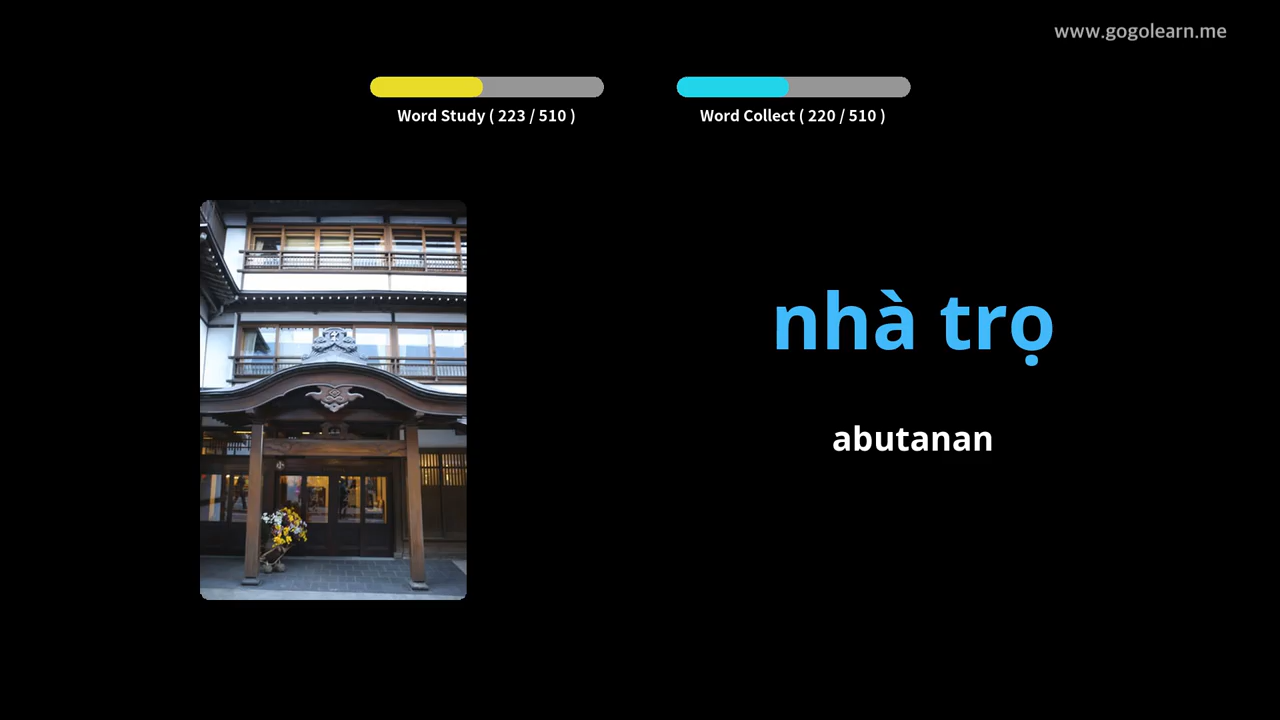 www.gogolearn.me
Word Study ( 223 / 510 )
Word Collect ( 220 / 510 )
nhà trọ
abutanan